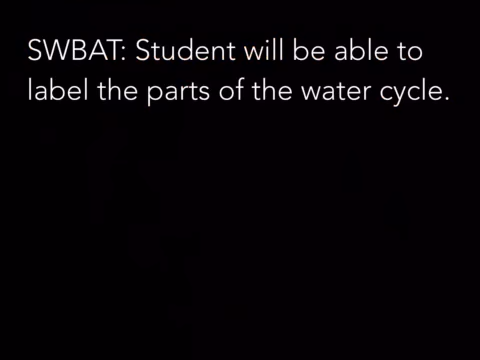 SWBAT: Student will be able to
label the parts of the water cycle.